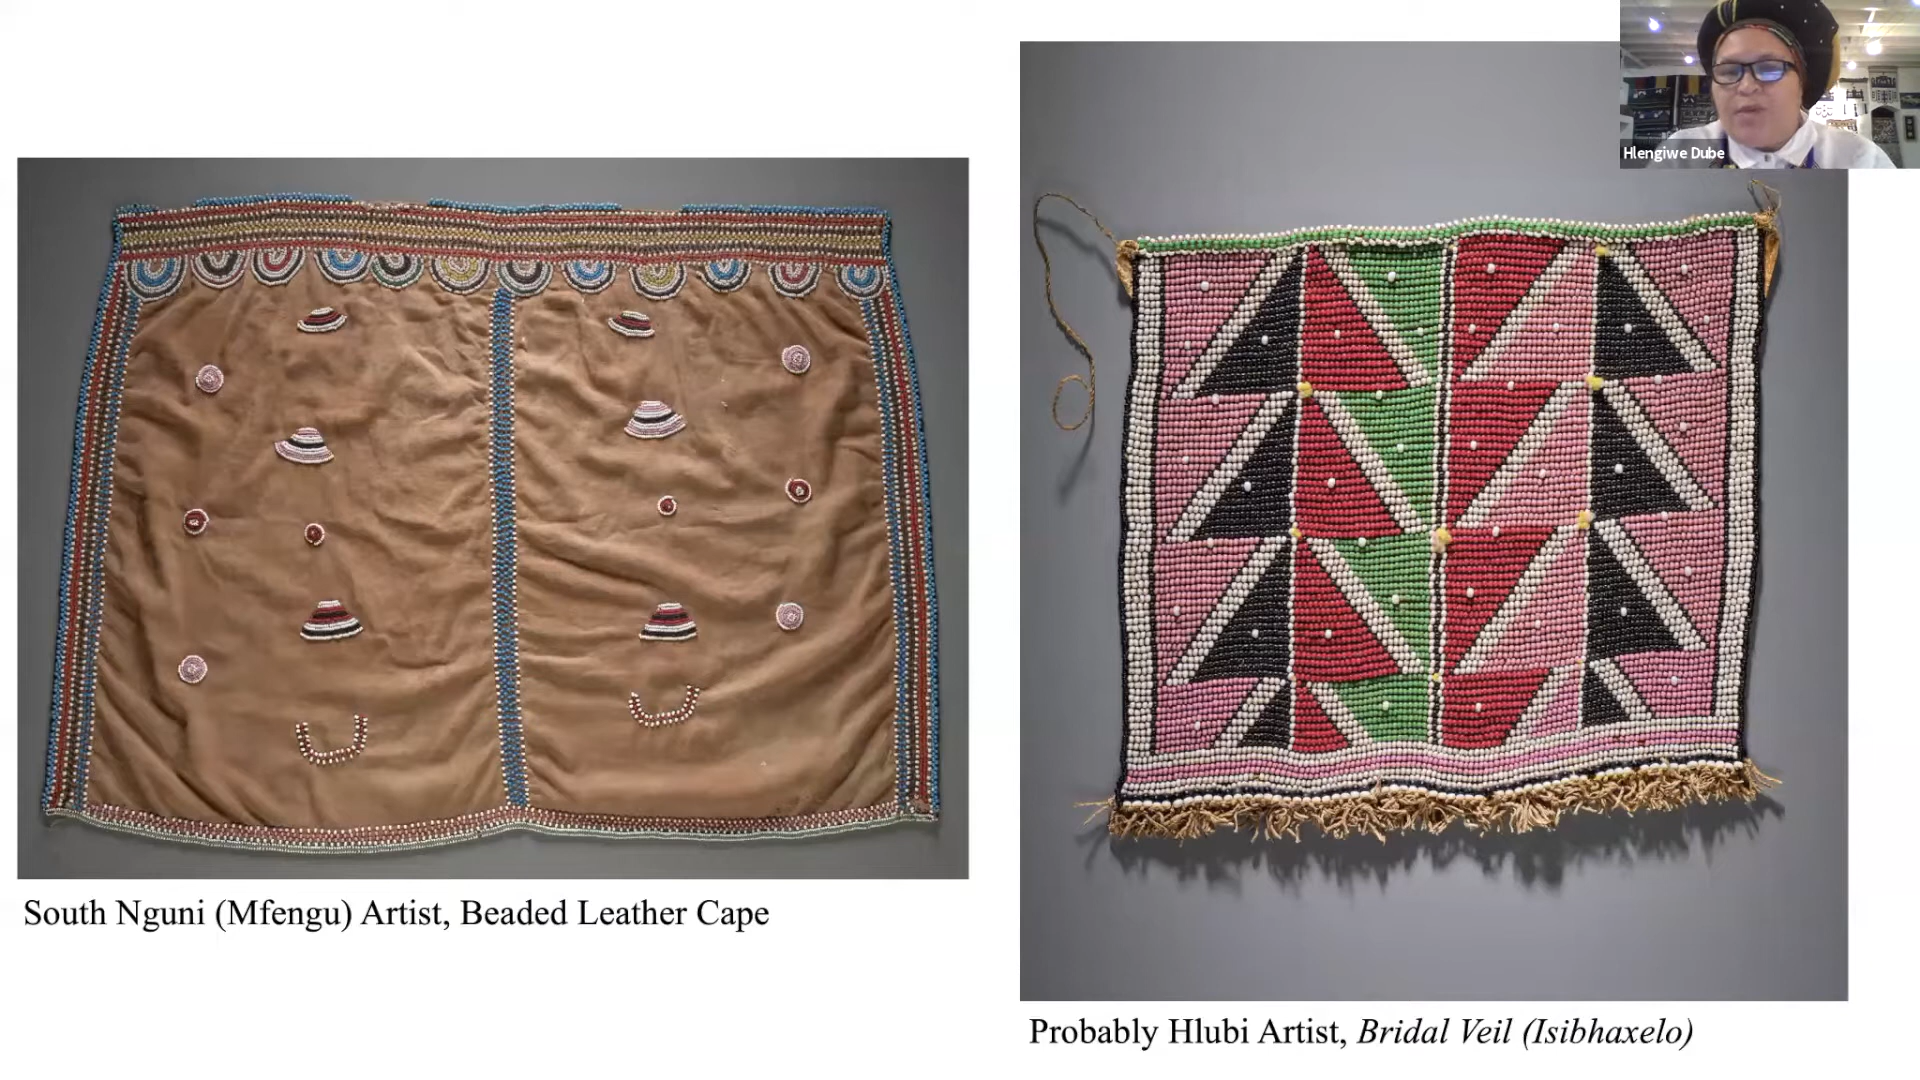 Hlengiwe Dube
South Nguni (Mfengu) Artist, Beaded Leather Cape
Probably Hlubi Artist, Bridal Veil (Isibhaxelo)